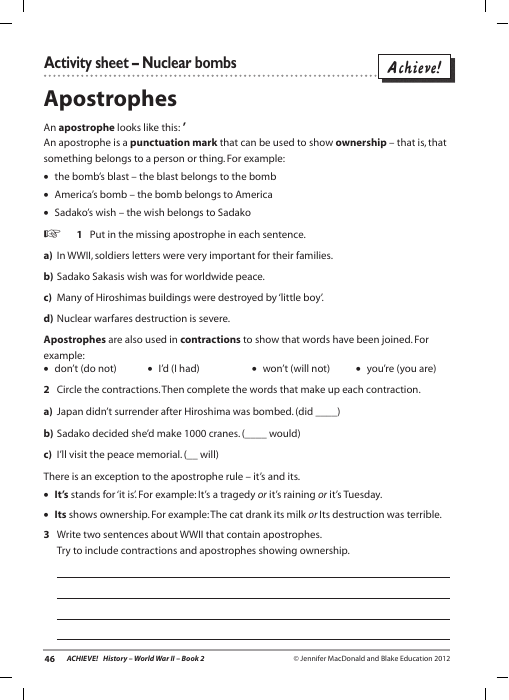 Activity sheet – Nuclear bombs
Achieve!
Apostrophes
An apostrophe looks like this: ’
An apostrophe is a punctuation mark that can be used to show ownership – that is, that
something belongs to a person or thing. For example:
• the bomb’s blast – the blast belongs to the bomb
• America’s bomb – the bomb belongs to America
• Sadako’s wish – the wish belongs to Sadako
☞ 1 Put in the missing apostrophe in each sentence.
a) In WWII, soldiers letters were very important for their families.
b) Sadako Sakasis wish was for worldwide peace.
c) Many of Hiroshimas buildings were destroyed by ‘little boy’.
d) Nuclear warfares destruction is severe.
Apostrophes are also used in contractions to show that words have been joined. For
example:
• don’t (do not) • I’d (I had) • won’t (will not) • you’re (you are)
2 Circle the contractions. Then complete the words that make up each contraction.
a) Japan didn’t surrender after Hiroshima was bombed. (did ____)
b) Sadako decided she’d make 1000 cranes. (____ would)
c) I’ll visit the peace memorial. (__ will)
There is an exception to the apostrophe rule – it’s and its.
• It’s stands for ‘it is’. For example: It’s a tragedy or it’s raining or it’s Tuesday.
• Its shows ownership. For example: The cat drank its milk or Its destruction was terrible.
3 Write two sentences about WWII that contain apostrophes.
Try to include contractions and apostrophes showing ownership.
46 ACHIEVE! History – World War II – Book 2 © Jennifer MacDonald and Blake Education 2012